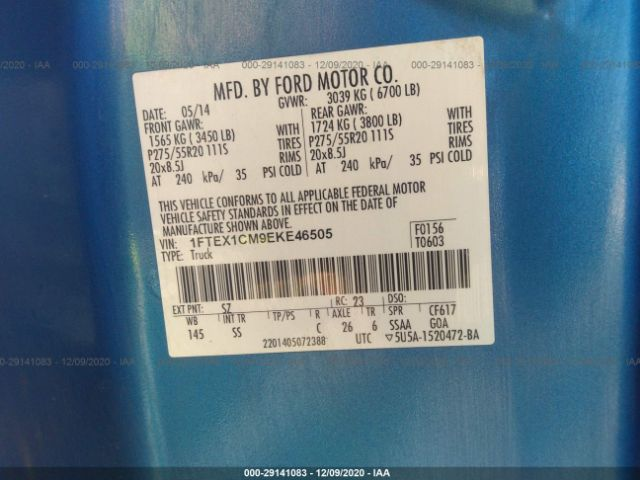 000-29141083 - 12/09/2020 - IAA
MFD. BY FORD MOTOR CO.
DATE: 05/14 GVWR: 3039 KG ( 6700 LB)
FRONT GAWR: REAR GAWR:
1565 KG ( 3450 LB) WITH 1724 KG ( 3800 LB) WITH
P275/55R20 111S TIRES P275/55R20 111S TIRES
20x8.5J RIMS 20x8.5J RIMS
AT 240 kPa/ 35 PSI COLD AT 240 kPa/ 35 PSI COLD
THIS VEHICLE CONFORMS TO ALL APPLICABLE FEDERAL MOTOR
VEHICLE SAFETY STANDARDS IN EFFECT ON THE DATE OF
MANUFACTURE SHOWN ABOVE.
VIN: 1FTEX1CM9EKE46505 F0156
TYPE: Truck T0603
EXT PNT: SZ RC: 23 DSO:
WB INT TR TP/PS R AXLE TR SPR CF617
145 SS C 26 6 SSAA GOA
2201405072388 UTC ▽5U5A-1520472-BA
000-29141083 - 12/09/2020 - IAA